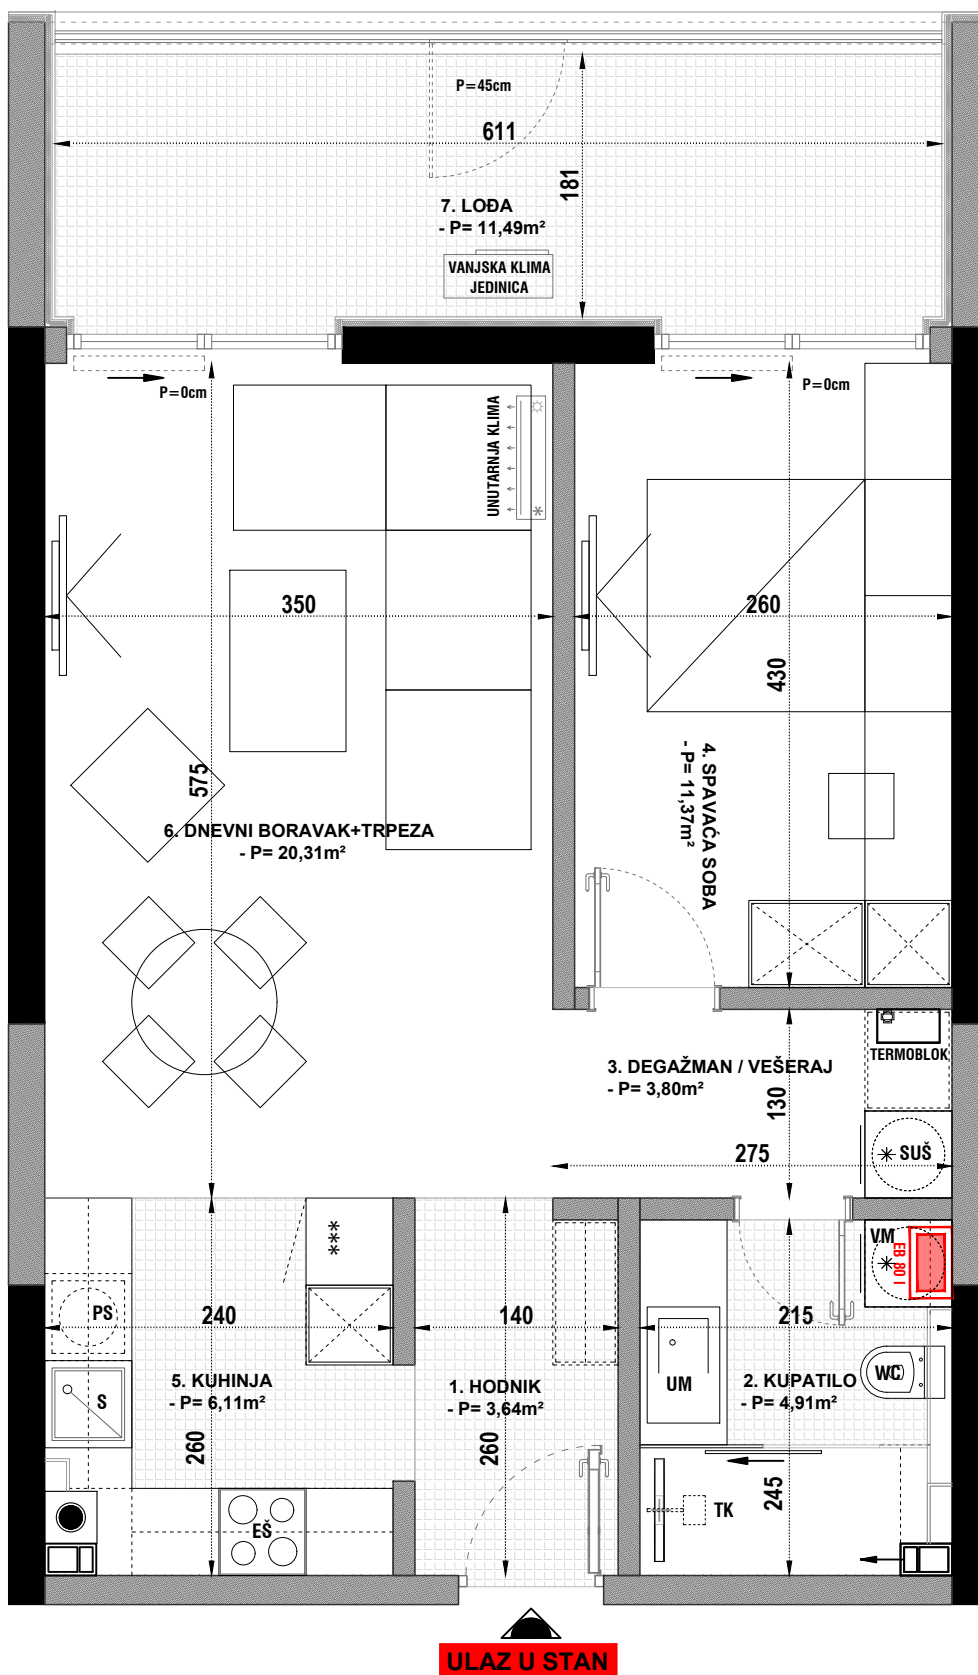 P=45cm
611
181
7. LOĐA
- P= 11,49m²
VANJSKA KLIMA
JEDINICA
P=0cm
P=0cm
UNUTARNJA KLIMA
350
260
430
575
4. SPAVAĆA SOBA
- P= 11,37m²
6. DNEVNI BORAVAK+TRPEZA
- P= 20,31m²
TERMOBLOK
3. DEGAŽMAN / VEŠERAJ
- P= 3,80m²
130
275
SUŠ
***
VM
EB 80 I
PS
240
140
215
S
5. KUHINJA
- P= 6,11m²
1. HODNIK
- P= 3,64m²
UM
2. KUPATILO
- P= 4,91m²
WC
260
260
245
TK
EŠ
ULAZ U STAN